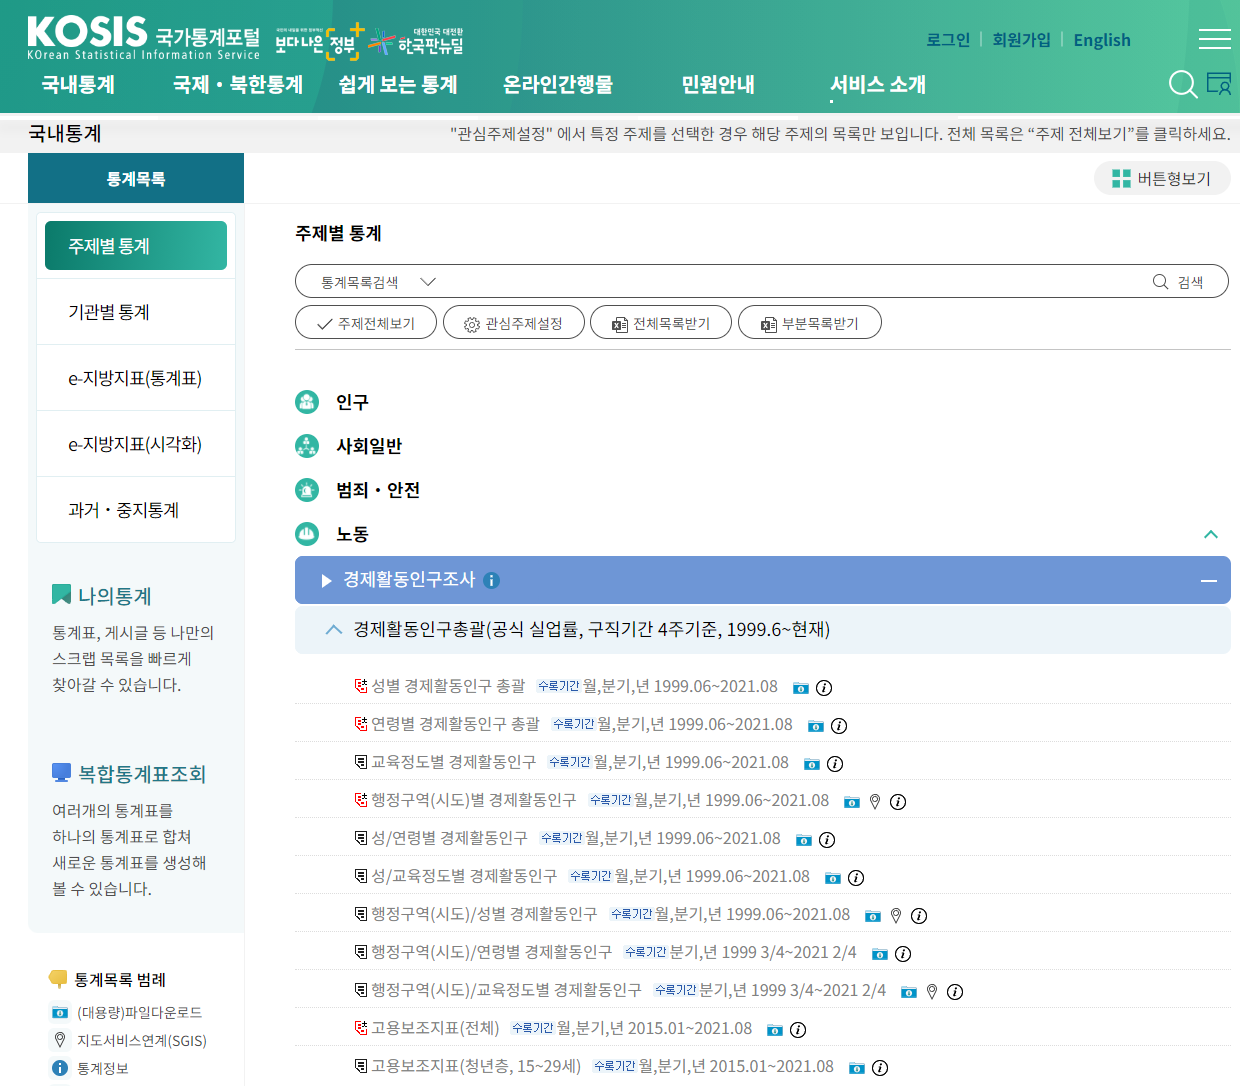 KOSIS 국가통계포털
KOrean Statistical Information Service
보다나은 정부
대한민국 대전환
한국판뉴딜
로그인 회원가입 English
국내통계 국제・북한통계 쉽게 보는 통계 온라인간행물 민원안내 서비스 소개
국내통계
"관심주제설정" 에서 특정 주제를 선택한 경우 해당 주제의 목록만 보입니다. 전체 목록은 “주제 전체보기”를 클릭하세요.
통계목록
버튼형보기
주제별 통계
기관별 통계
e-지방지표(통계표)
e-지방지표(시각화)
과거・중지통계
나의통계
통계표, 게시글 등 나만의
스크랩 목록을 빠르게
찾아갈 수 있습니다.
복합통계표조회
여러개의 통계표를
하나의 통계표로 합쳐
새로운 통계표를 생성해
볼 수 있습니다.
통계목록 범례
(대용량)파일다운로드
지도서비스연계(SGIS)
통계정보
주제별 통계
통계목록검색 검색
주제전체보기 관심주제설정 전체목록받기 부분목록받기
인구
사회일반
범죄・안전
노동
경제활동인구조사
경제활동인구총괄(공식 실업률, 구직기간 4주기준, 1999.6~현재)
성별 경제활동인구 총괄 수록기간 월,분기,년 1999.06~2021.08
연령별 경제활동인구 총괄 수록기간 월,분기,년 1999.06~2021.08
교육정도별 경제활동인구 수록기간 월,분기,년 1999.06~2021.08
행정구역(시도)별 경제활동인구 수록기간 월,분기,년 1999.06~2021.08
성/연령별 경제활동인구 수록기간 월,분기,년 1999.06~2021.08
성/교육정도별 경제활동인구 수록기간 월,분기,년 1999.06~2021.08
행정구역(시도)/성별 경제활동인구 수록기간 월,분기,년 1999.06~2021.08
행정구역(시도)/연령별 경제활동인구 수록기간 분기,년 1999 3/4~2021 2/4
행정구역(시도)/교육정도별 경제활동인구 수록기간 분기,년 1999 3/4~2021 2/4
고용보조지표(전체) 수록기간 월,분기,년 2015.01~2021.08
고용보조지표(청년층, 15~29세) 수록기간 월,분기,년 2015.01~2021.08